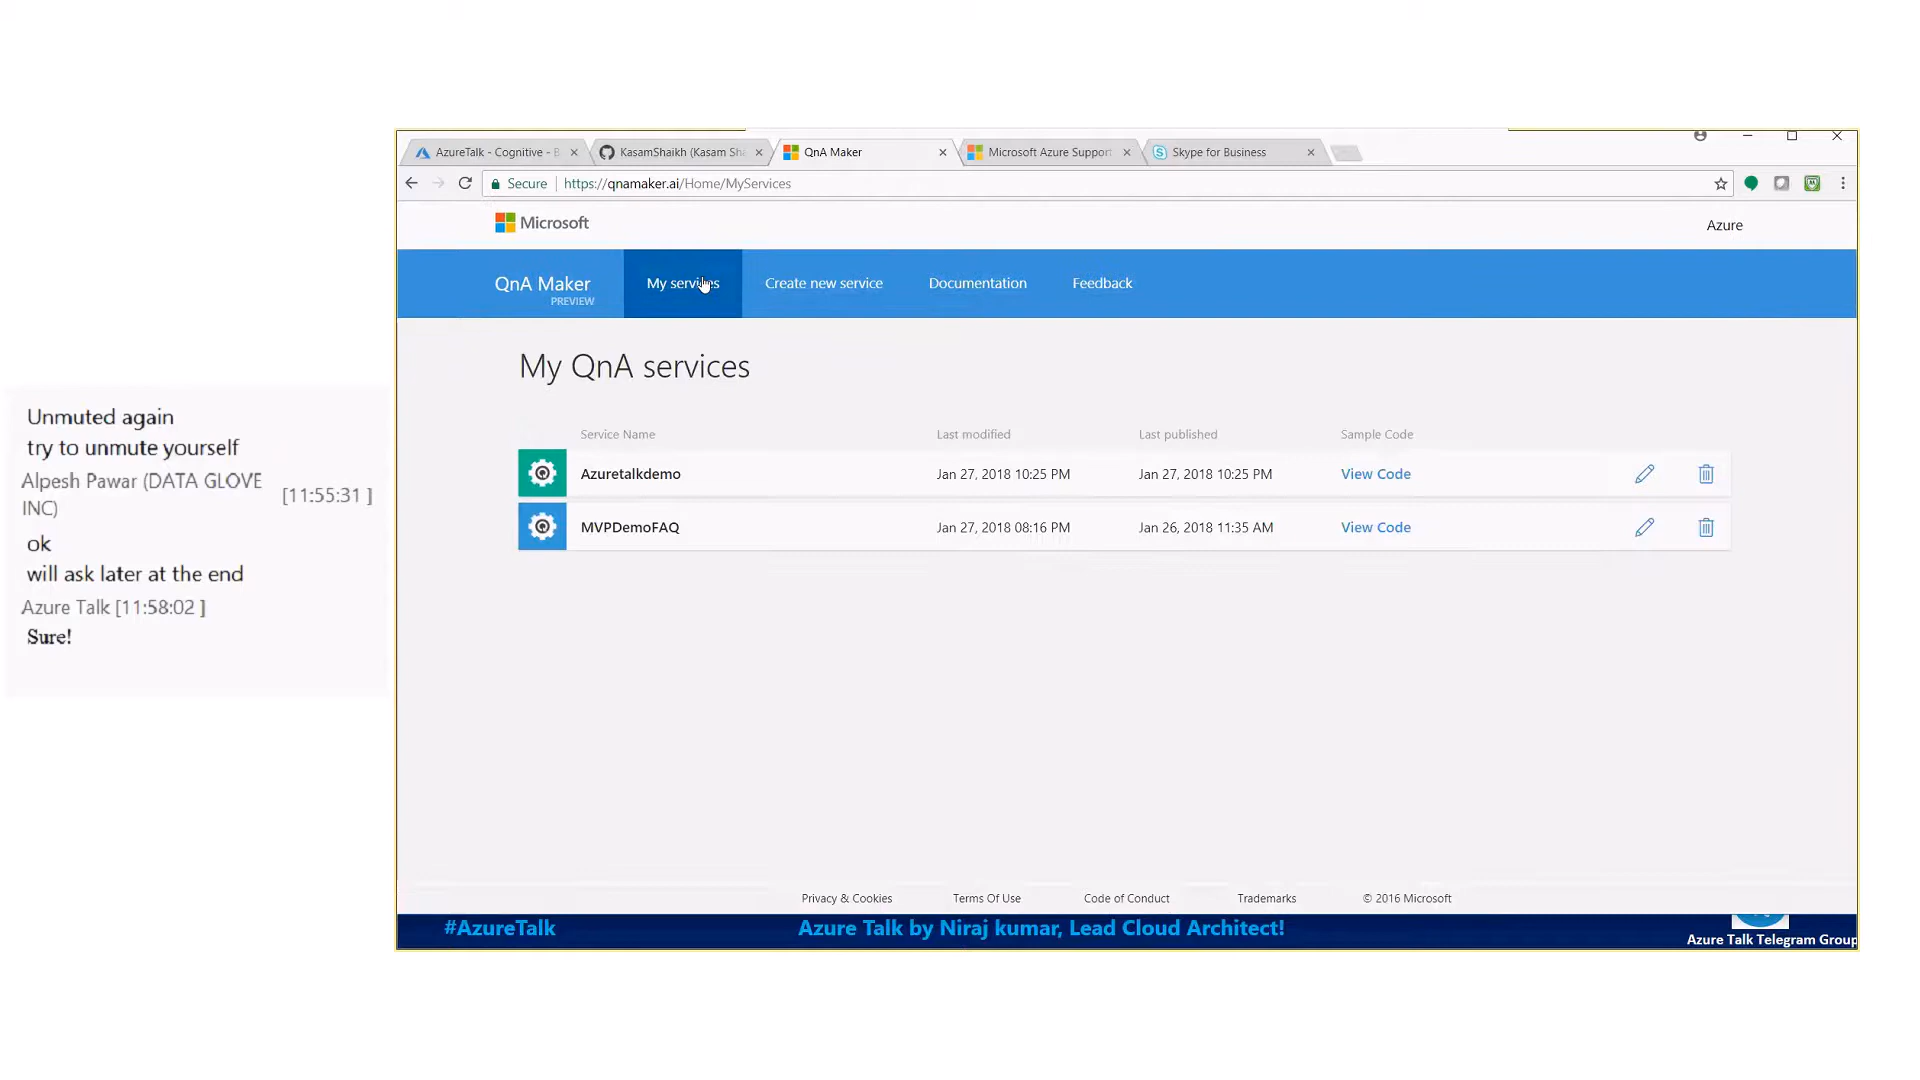 Unmuted again
try to unmute yourself
Alpesh Pawar (DATA GLOVE INC) [11:55:31 ]
ok
will ask later at the end
Azure Talk [11:58:02 ]
Sure!
AzureTalk - Cognitive - B
KasamShaikh (Kasam Sha
QnA Maker
Microsoft Azure Support
Skype for Business
Secure https://qnamaker.ai/Home/MyServices
Microsoft
Azure
QnA Maker
PREVIEW
My services
Create new service
Documentation
Feedback
My QnA services
Service Name Last modified Last published Sample Code
Azuretalkdemo Jan 27, 2018 10:25 PM Jan 27, 2018 10:25 PM View Code
MVPDemoFAQ Jan 27, 2018 08:16 PM Jan 26, 2018 11:35 AM View Code
Privacy & Cookies Terms Of Use Code of Conduct Trademarks © 2016 Microsoft
#AzureTalk Azure Talk by Niraj kumar, Lead Cloud Architect!
Azure Talk Telegram Group